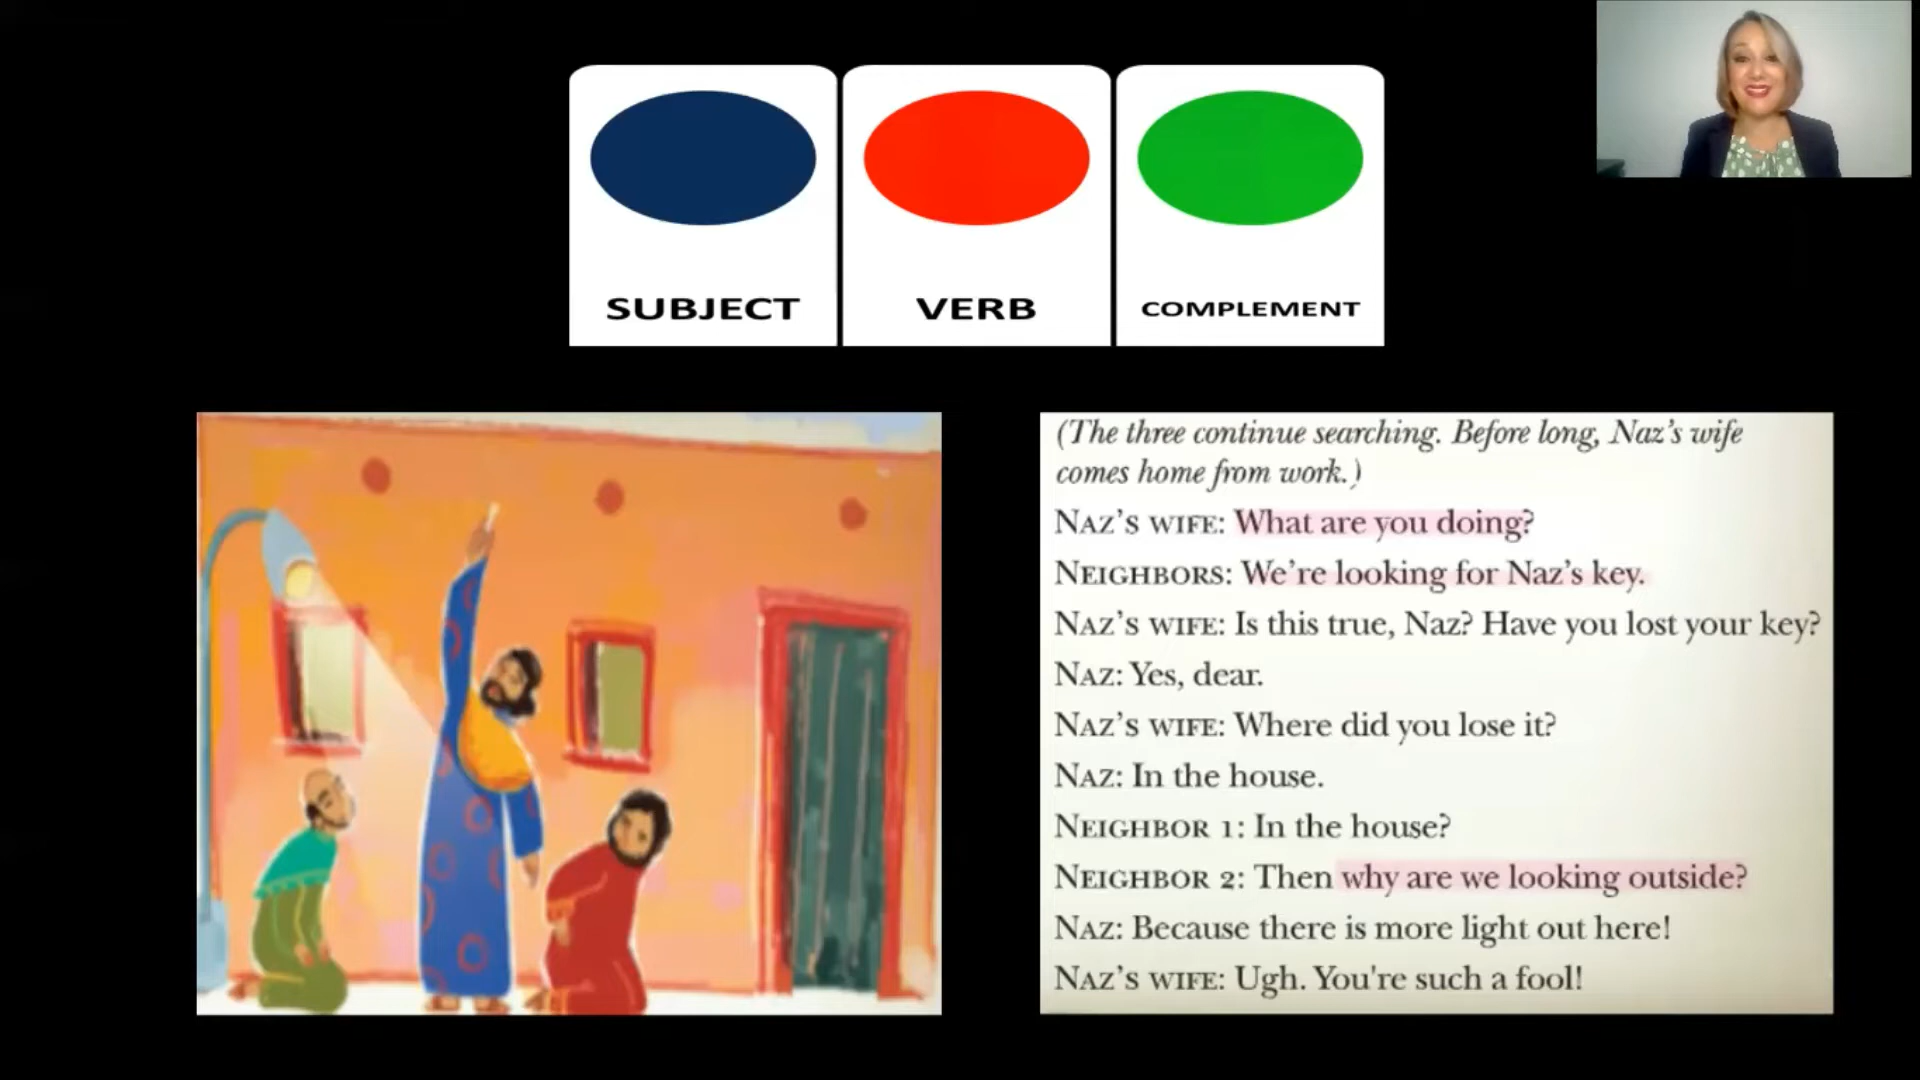 SUBJECT VERB COMPLEMENT
(The three continue searching. Before long, Naz's wife
comes home from work.)
NAZ'S WIFE: What are you doing?
NEIGHBORS: We're looking for Naz's key.
NAZ'S WIFE: Is this true, Naz? Have you lost your key?
NAZ: Yes, dear.
NAZ'S WIFE: Where did you lose it?
NAZ: In the house.
NEIGHBOR 1: In the house?
NEIGHBOR 2: Then why are we looking outside?
NAZ: Because there is more light out here!
NAZ'S WIFE: Ugh. You're such a fool!